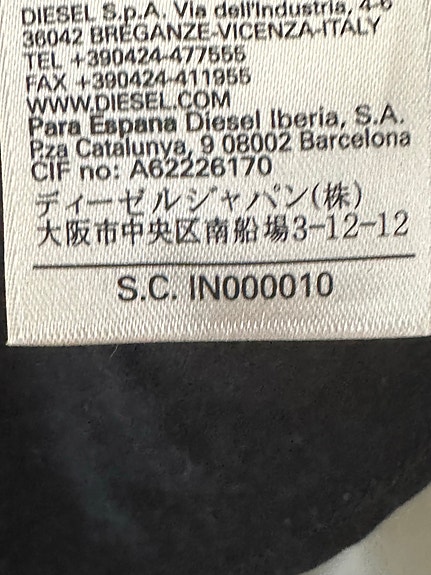 DIESEL S.p.A. Via dell'Industria, 4-6
36042 BREGANZE-VICENZA-ITALY
TEL +390424-477555
FAX +390424-411955
WWW.DIESEL.COM
Para Espana Diesel Iberia, S.A.
Pza Catalunya, 9 08002 Barcelona
CIF no: A62226170
ディーゼルジャパン(株)
大阪市中央区南船場3-12-12
S.C. IN000010